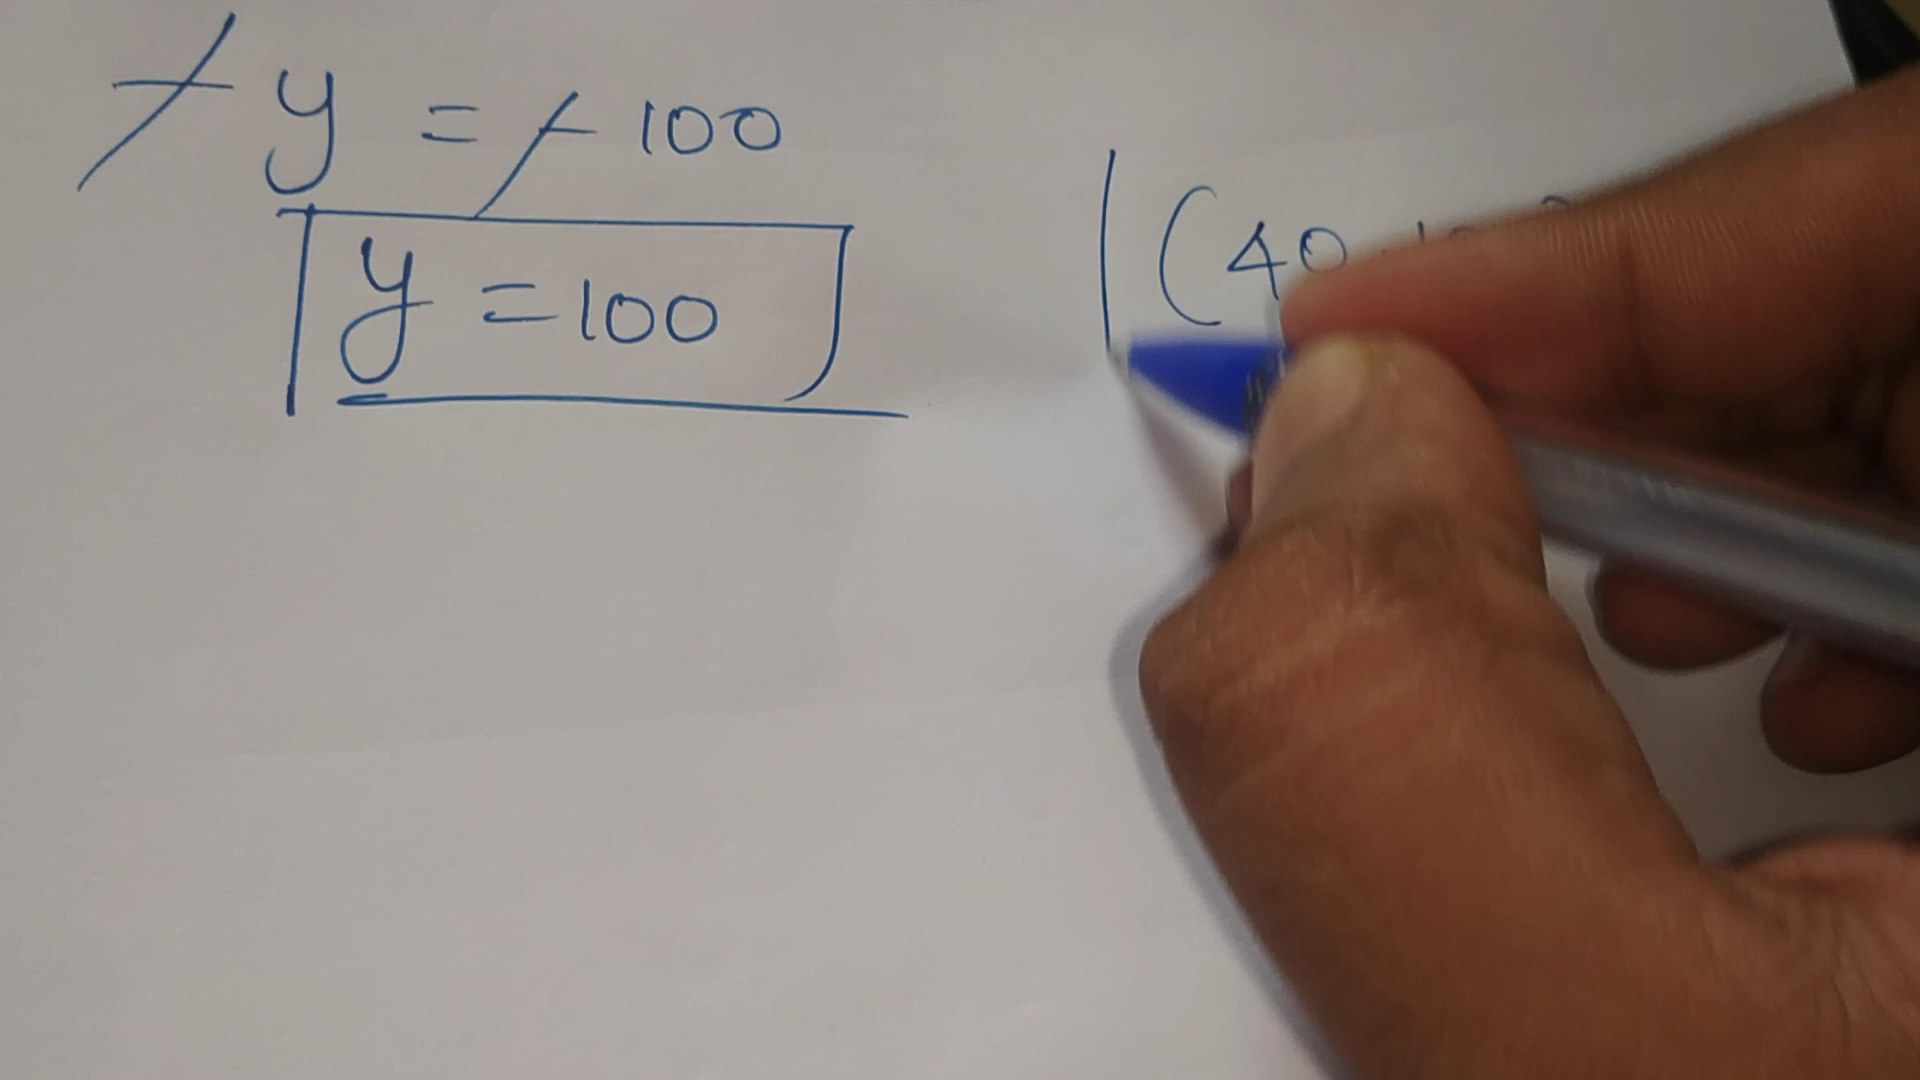 - y = - 100
y = 100
(40